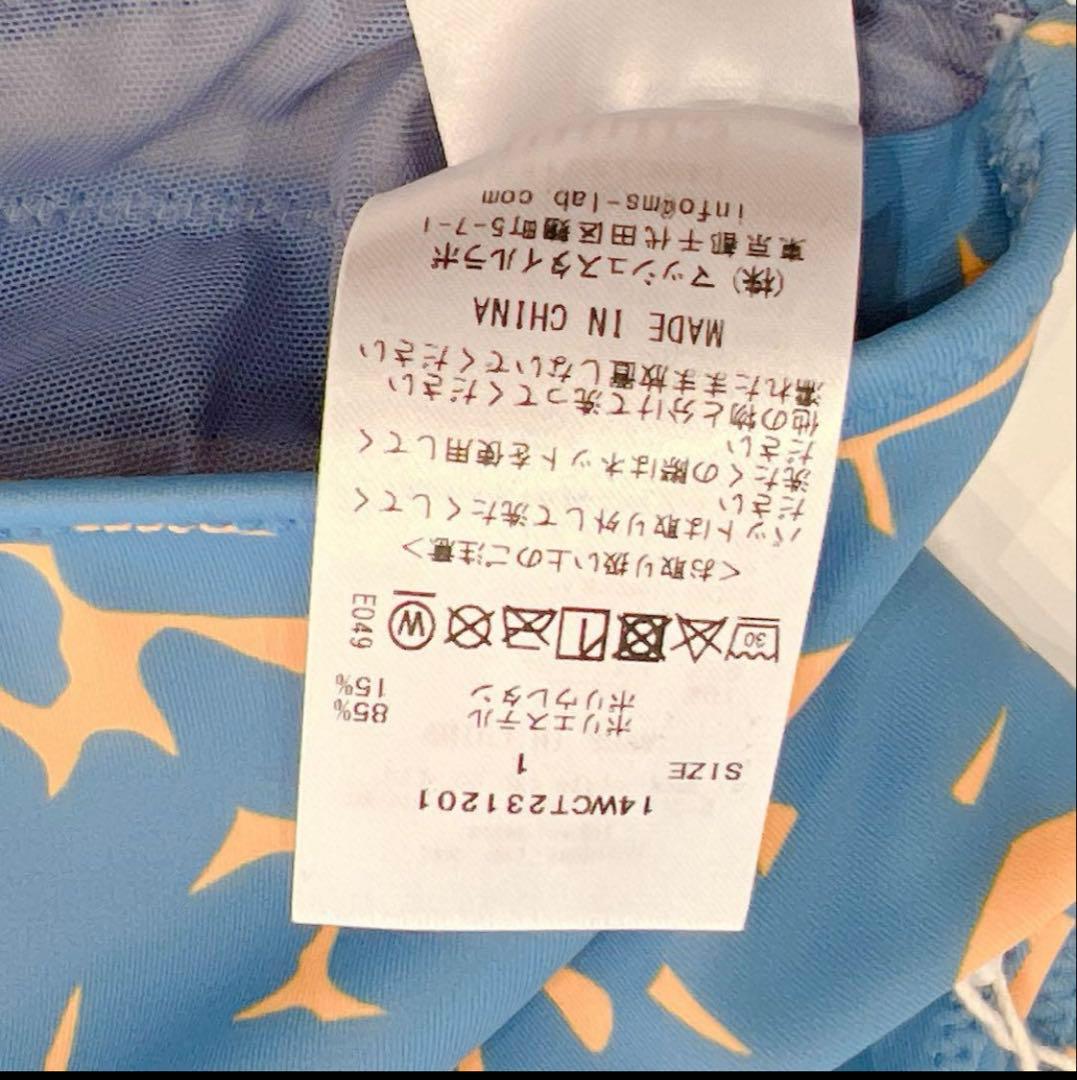 14WCT231201
SIZE 1
ポリエステル 85%
ポリウレタン 15%
30 W E049
<お取り扱い上のご注意>
パットは取り外して洗たくしてく
ださい
洗たくの際はネットを使用してく
ださい
他の物と分けて洗ってください
濡れたまま放置しないでください
MADE IN CHINA
(株) マッシュスタイルラボ
東京都千代田区麹町5-7-1
info@ms-lab com